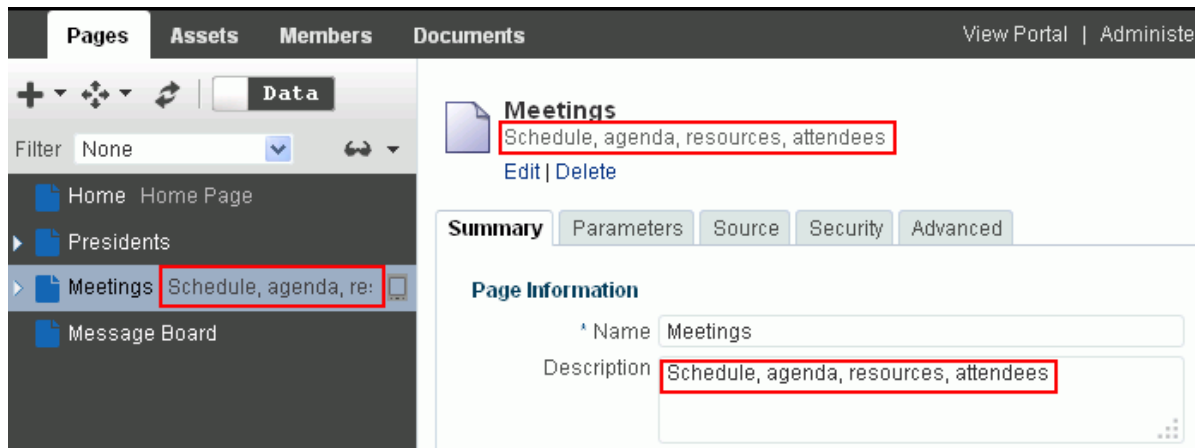 Pages Assets Members Documents View Portal | Administe
Data
Filter None
Home Home Page
Presidents
Meetings Schedule, agenda, re
Message Board
Meetings
Schedule, agenda, resources, attendees
Edit | Delete
Summary Parameters Source Security Advanced
Page Information
* Name Meetings
Description Schedule, agenda, resources, attendees